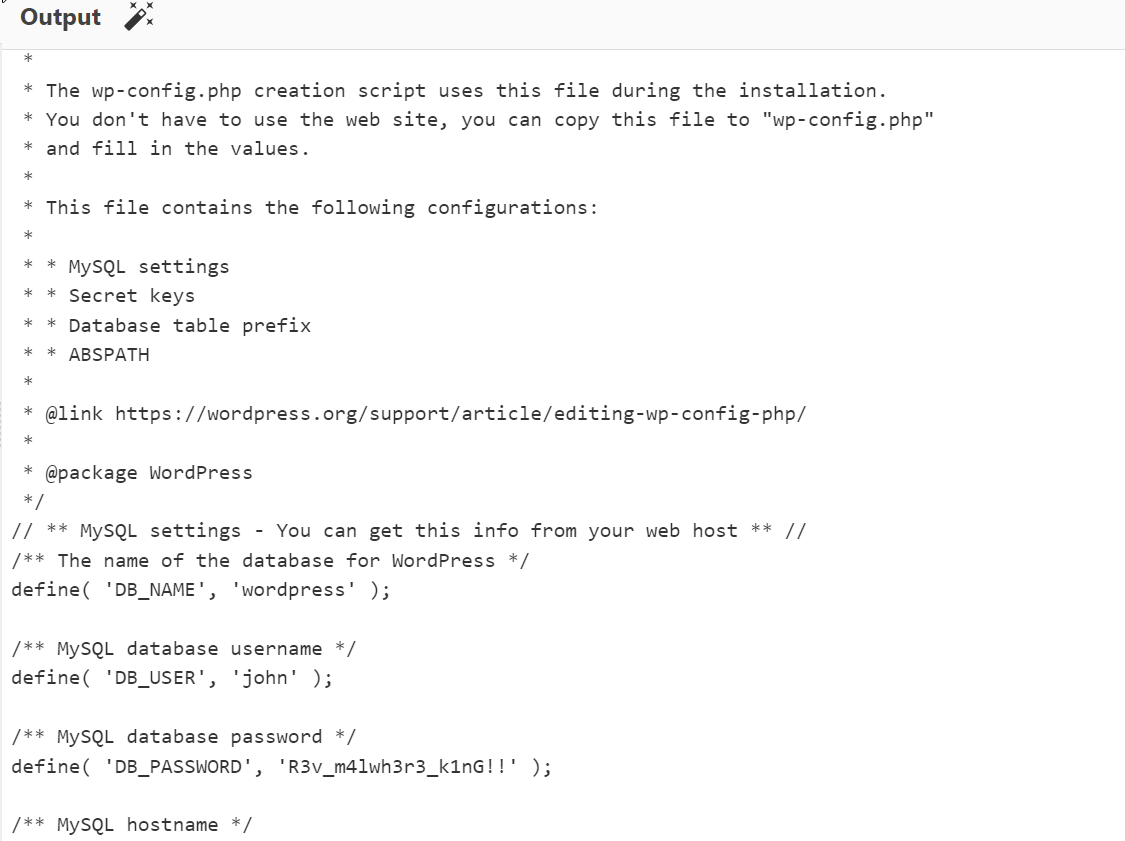 Output
*
* The wp-config.php creation script uses this file during the installation.
* You don't have to use the web site, you can copy this file to "wp-config.php"
* and fill in the values.
*
* This file contains the following configurations:
*
* * MySQL settings
* * Secret keys
* * Database table prefix
* * ABSPATH
*
* @link https://wordpress.org/support/article/editing-wp-config-php/
*
* @package WordPress
*/
// ** MySQL settings - You can get this info from your web host ** //
/** The name of the database for WordPress */
define( 'DB_NAME', 'wordpress' );
/** MySQL database username */
define( 'DB_USER', 'john' );
/** MySQL database password */
define( 'DB_PASSWORD', 'R3v_m4lwh3r3_k1nG!!' );
/** MySQL hostname */